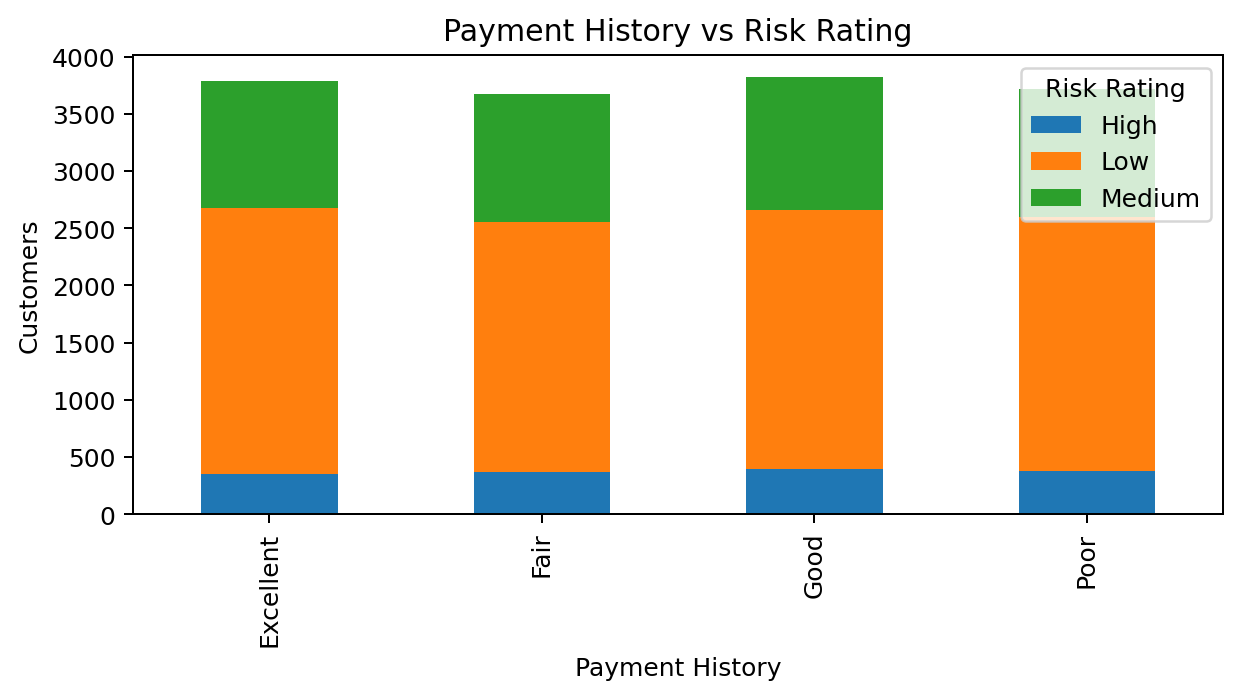 Payment History vs Risk Rating
Customers
4000
3500
3000
2500
2000
1500
1000
500
0
Risk Rating
High
Low
Medium
Excellent
Fair
Good
Poor
Payment History